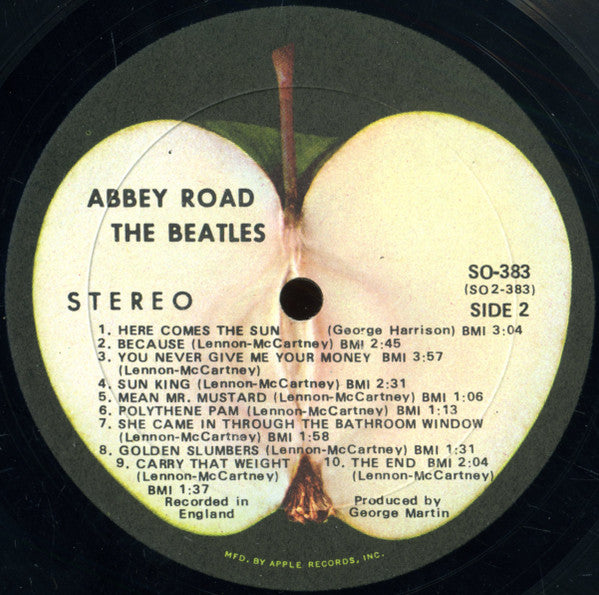 ABBEY ROAD
THE BEATLES
STEREO
SO-383
(SO2-383)
SIDE 2
1. HERE COMES THE SUN (George Harrison) BMI 3:04
2. BECAUSE (Lennon-McCartney) BMI 2:45
3. YOU NEVER GIVE ME YOUR MONEY BMI 3:57
(Lennon-McCartney)
4. SUN KING (Lennon-McCartney) BMI 2:31
5. MEAN MR. MUSTARD (Lennon-McCartney) BMI 1:06
6. POLYTHENE PAM (Lennon-McCartney) BMI 1:13
7. SHE CAME IN THROUGH THE BATHROOM WINDOW
(Lennon-McCartney) BMI 1:58
8. GOLDEN SLUMBERS (Lennon-McCartney) BMI 1:31
9. CARRY THAT WEIGHT
(Lennon-McCartney)
BMI 1:37
10. THE END BMI 2:04
(Lennon-McCartney)
Recorded in
England
Produced by
George Martin
MFD. BY APPLE RECORDS, INC.